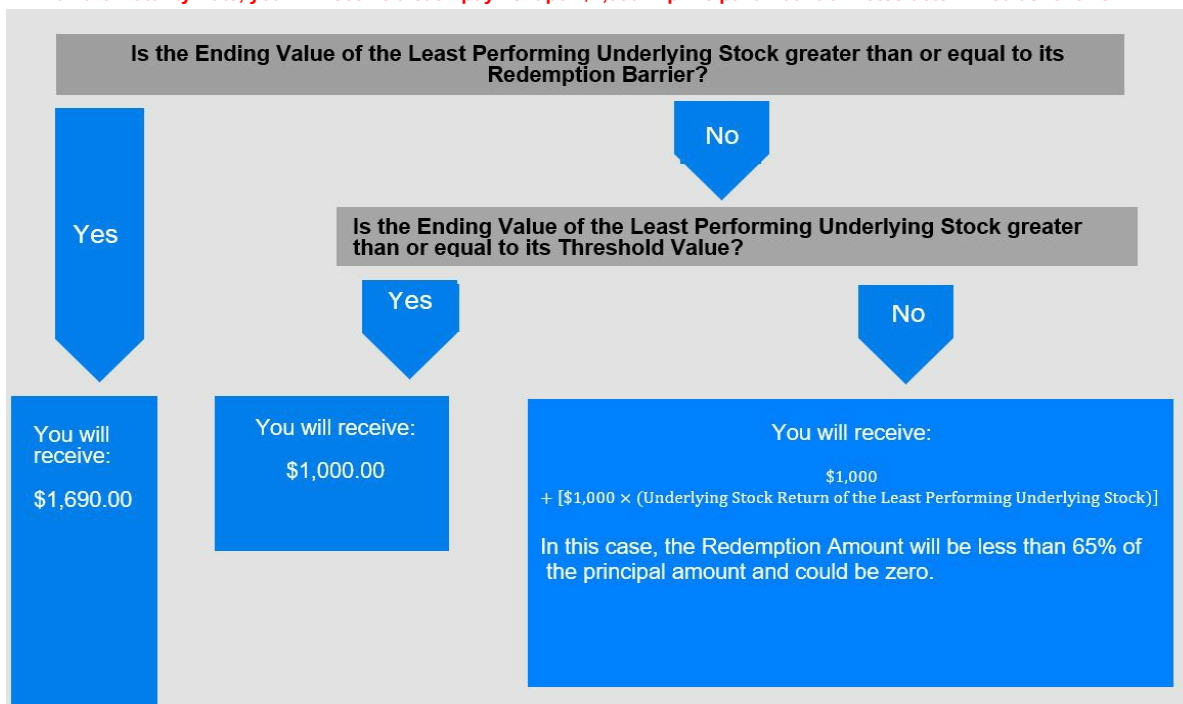 Is the Ending Value of the Least Performing Underlying Stock greater than or equal to its
Redemption Barrier?
No
Yes
Is the Ending Value of the Least Performing Underlying Stock greater
than or equal to its Threshold Value?
Yes
No
You will
receive:
$1,690.00
You will receive:
$1,000.00
You will receive:
$1,000
+ [$1,000 × (Underlying Stock Return of the Least Performing Underlying Stock)]
In this case, the Redemption Amount will be less than 65% of
the principal amount and could be zero.